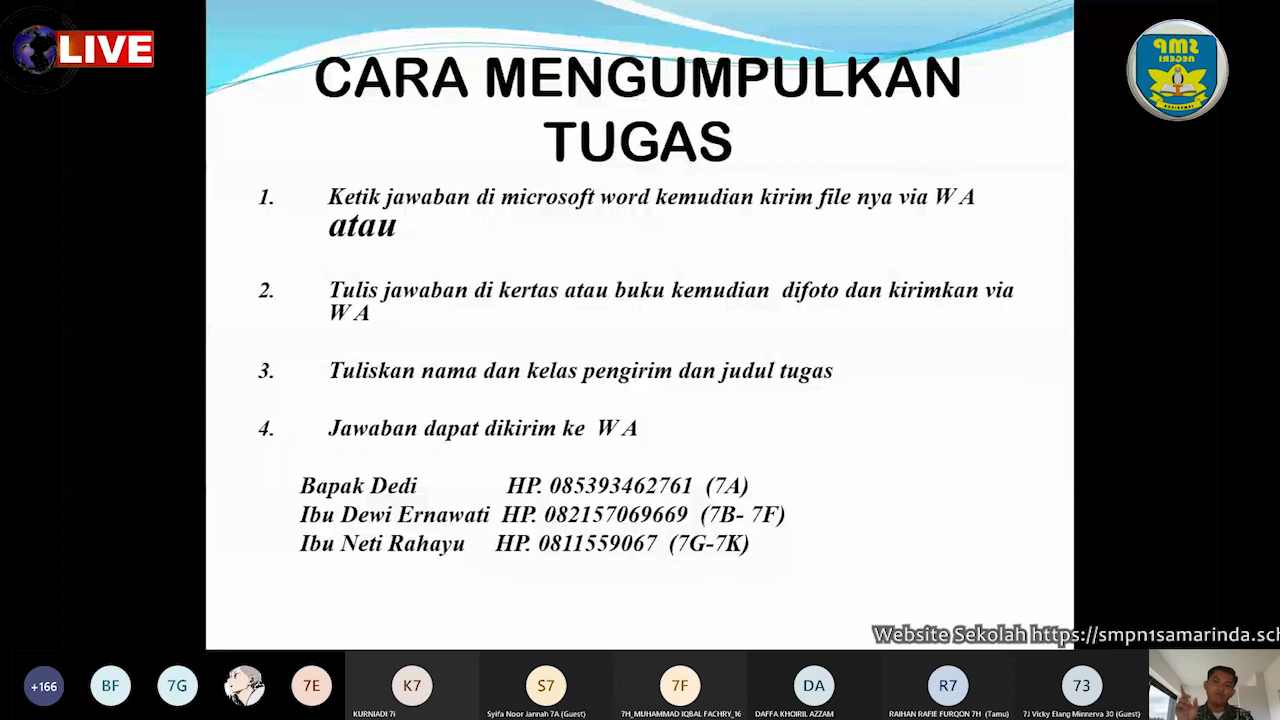 LIVE
CARA MENGUMPULKAN
TUGAS
SMP
NEGERI
1. Ketik jawaban di microsoft word kemudian kirim file nya via W A
atau
2. Tulis jawaban di kertas atau buku kemudian difoto dan kirimkan via
W A
3. Tuliskan nama dan kelas pengirim dan judul tugas
4. Jawaban dapat dikirim ke W A
Bapak Dedi HP. 085393462761 (7A)
Ibu Dewi Ernawati HP. 082157069669 (7B- 7F)
Ibu Neti Rahayu HP. 0811559067 (7G-7K)
Website Sekolah https://smpn1samarinda.sch
+166
BF
7G
7E
K7
S7
7F
DA
R7
73
KURNIADI 7i
Syifa Noor Jannah 7A (Guest)
7H_MUHAMMAD IQBAL FACHRY_16
DAFFA KHOIRIL AZZAM
RAIHAN RAFIE FURQON 7H (Tamu)
7J Vicky Elang Minnerva 30 (Guest)